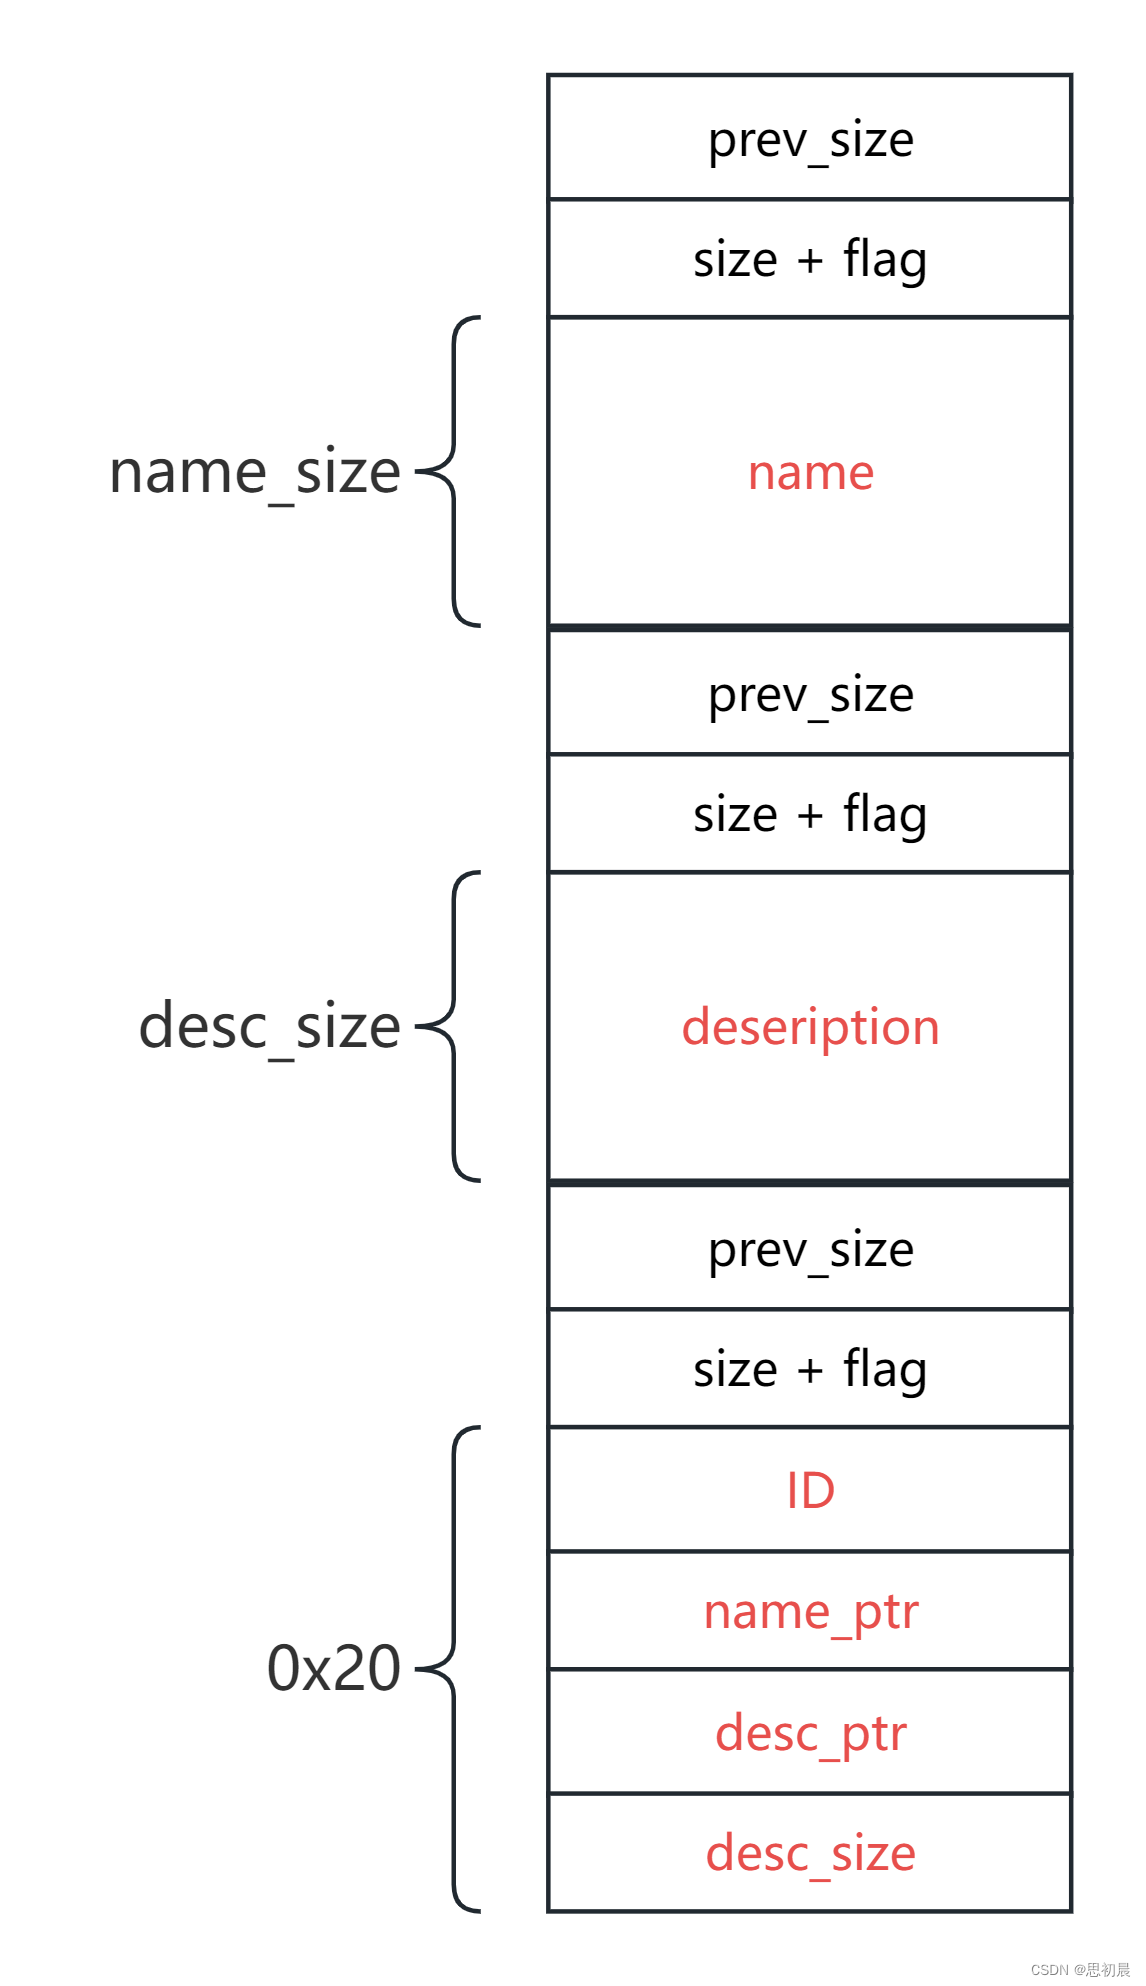 prev_size
size + flag
name_size
name
prev_size
size + flag
desc_size
deseription
prev_size
size + flag
ID
name_ptr
0x20
desc_ptr
desc_size
CSDN @思初晨